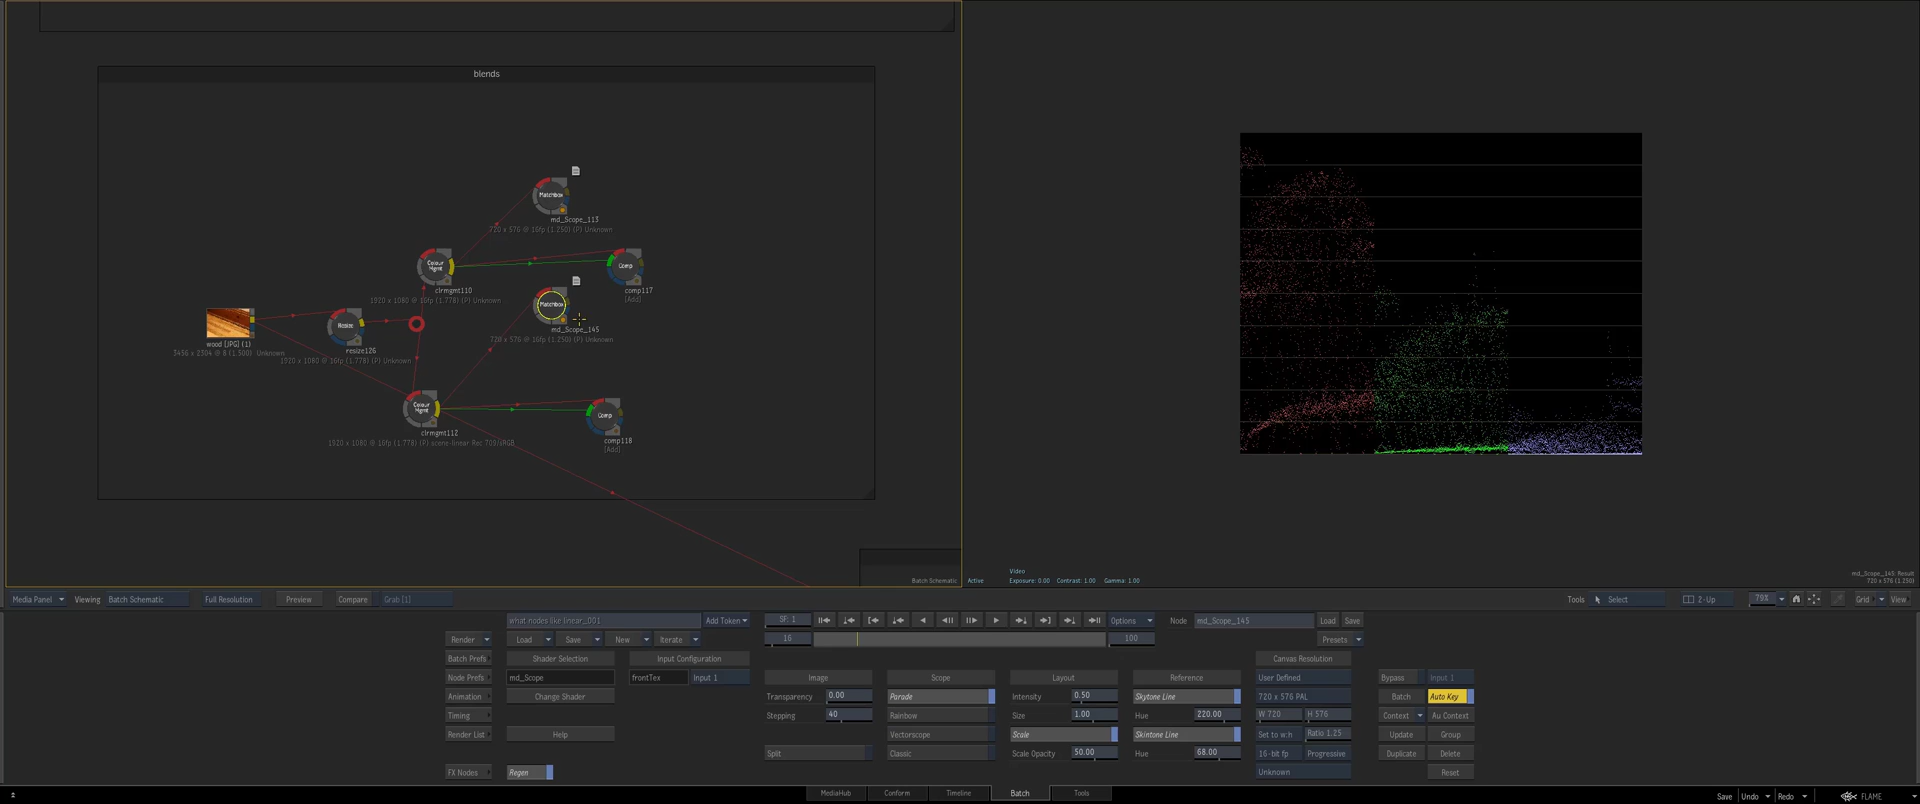 blends
Matchbox
md_Scope_113
720 x 576 @ 16fp (1.250) (P) Unknown
Colour
Mgmt
clrmgmt110
1920 x 1080 @ 16fp (1.778) (P) Unknown
Comp
comp117
[Add]
Matchbox
md_Scope_145
720 x 576 @ 16fp (1.250) (P) Unknown
wood [JPG] (1)
3456 x 2304 @ 8 (1.500) Unknown
Resize
resize126
1920 x 1080 @ 16fp (1.778) (P) Unknown
Colour
Mgmt
clrmgmt112
1920 x 1080 @ 16fp (1.778) (P) scene-linear Rec 709/sRGB
Comp
comp118
[Add]
Batch Schematic
Active
Video
Exposure: 0.00 Contrast: 1.00 Gamma: 1.00
md_Scope_145: Result
720 x 576 (1.250)
Media Panel Viewing Batch Schematic Full Resolution Preview Compare Grab [1] Tools Select 2-Up 79% Grid View
what nodes like linear_001 Add Token SF: 1 Options Node md_Scope_145 Load Save
Render Load Save New Iterate 16 100 Presets
Batch Prefs Shader Selection Input Configuration Canvas Resolution
Node Prefs md_Scope frontTex Input 1 Image Scope Layout Reference User Defined Bypass Input 1
Animation Change Shader Transparency 0.00 Parade Intensity 0.50 Skytone Line 720 x 576 PAL Batch Auto Key
Timing Stepping 40 Rainbow Size 1.00 Hue 220.00 W 720 H 576 Context Au Context
Render List Help Vectorscope Scale Skintone Line Set to w:h Ratio 1.25 Update Group
Split Classic Scale Opacity 50.00 Hue 68.00 16-bit fp Progressive Duplicate Delete
FX Nodes Regen Unknown Reset
MediaHub Conform Timeline Batch Tools Save Undo Redo FLAME